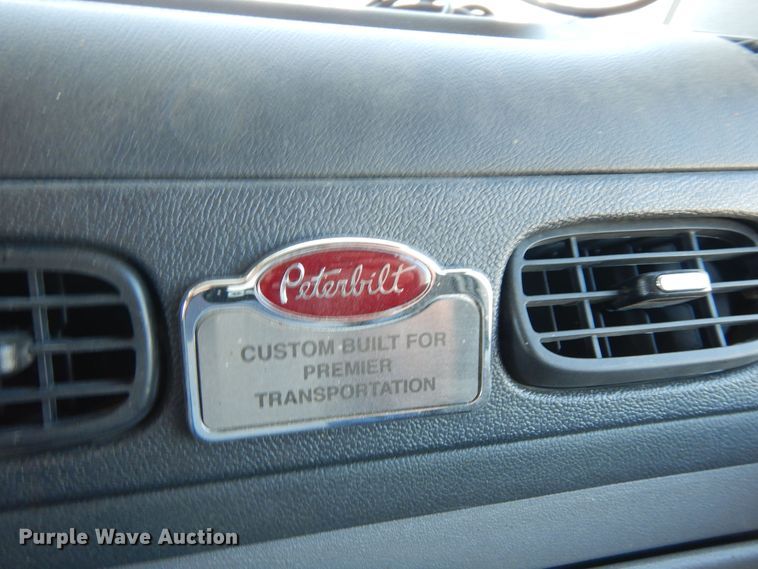 Peterbilt
CUSTOM BUILT FOR
PREMIER
TRANSPORTATION
Purple Wave Auction